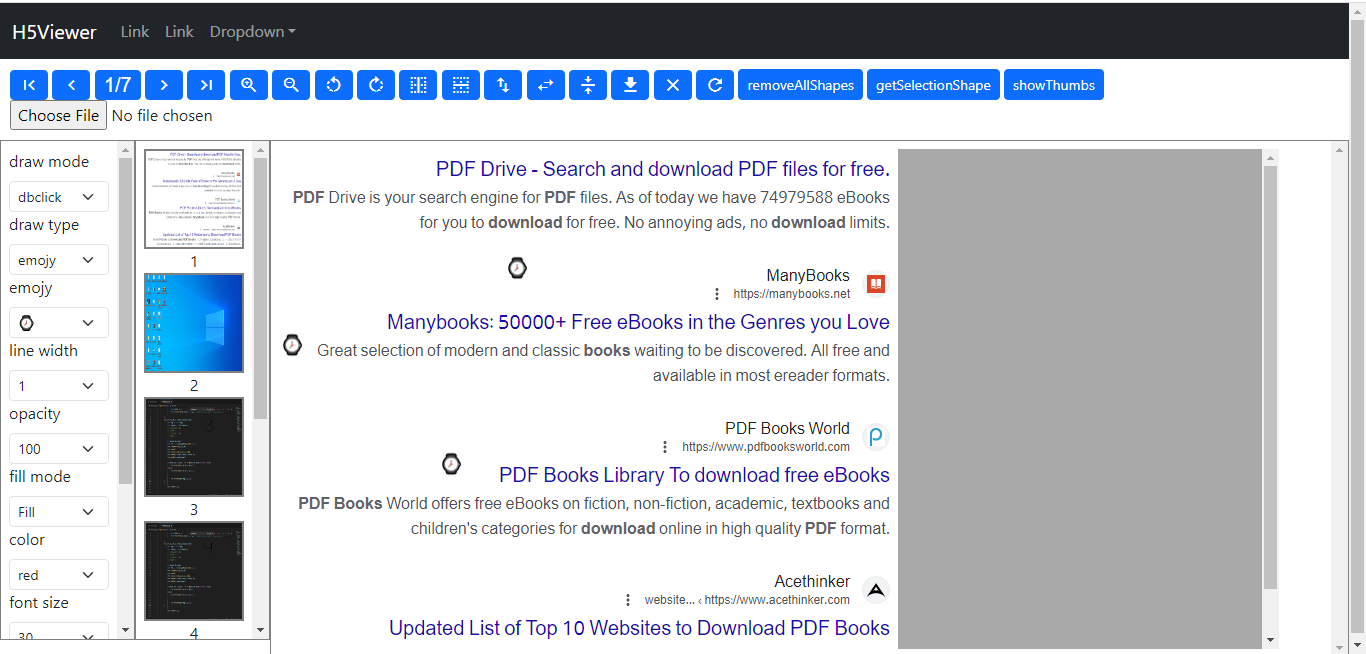 H5Viewer Link Link Dropdown
1/7 removeAllShapes getSelectionShape showThumbs
Choose File No file chosen
draw mode
dbclick
draw type
emojy
emojy
line width
1
opacity
100
fill mode
Fill
color
red
font size
30
1
2
3
4
PDF Drive - Search and download PDF files for free.
PDF Drive is your search engine for PDF files. As of today we have 74979588 eBooks
for you to download for free. No annoying ads, no download limits.
ManyBooks
https://manybooks.net
Manybooks: 50000+ Free eBooks in the Genres you Love
Great selection of modern and classic books waiting to be discovered. All free and
available in most ereader formats.
PDF Books World
https://www.pdfbooksworld.com
PDF Books Library To download free eBooks
PDF Books World offers free eBooks on fiction, non-fiction, academic, textbooks and
children's categories for download online in high quality PDF format.
Acethinker
website... ‹ https://www.acethinker.com
Updated List of Top 10 Websites to Download PDF Books